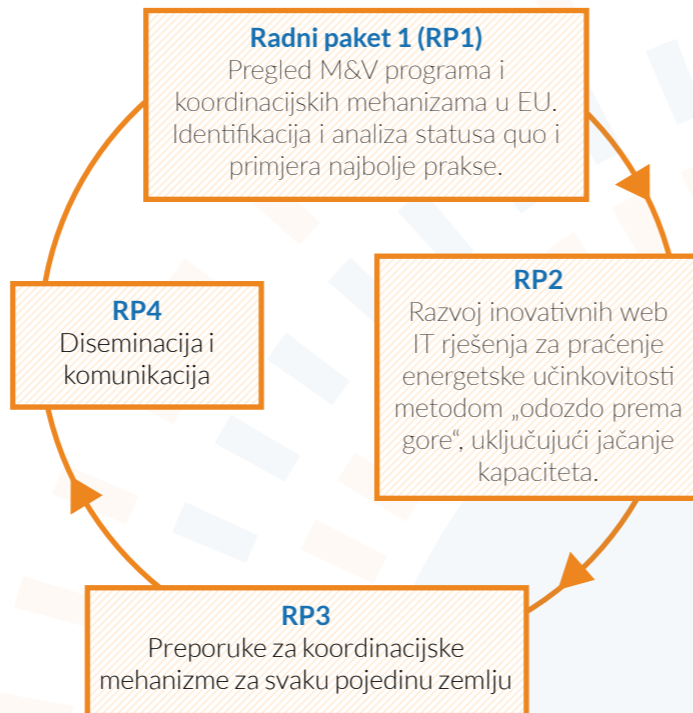 Radni paket 1 (RP1)
Pregled M&V programa i
koordinacijskih mehanizama u EU.
Identifikacija i analiza statusa quo i
primjera najbolje prakse.
RP2
Razvoj inovativnih web
IT rješenja za praćenje
energetske učinkovitosti
metodom „odozdo prema
gore“, uključujući jačanje
kapaciteta.
RP3
Preporuke za koordinacijske
mehanizme za svaku pojedinu zemlju
RP4
Diseminacija i
komunikacija